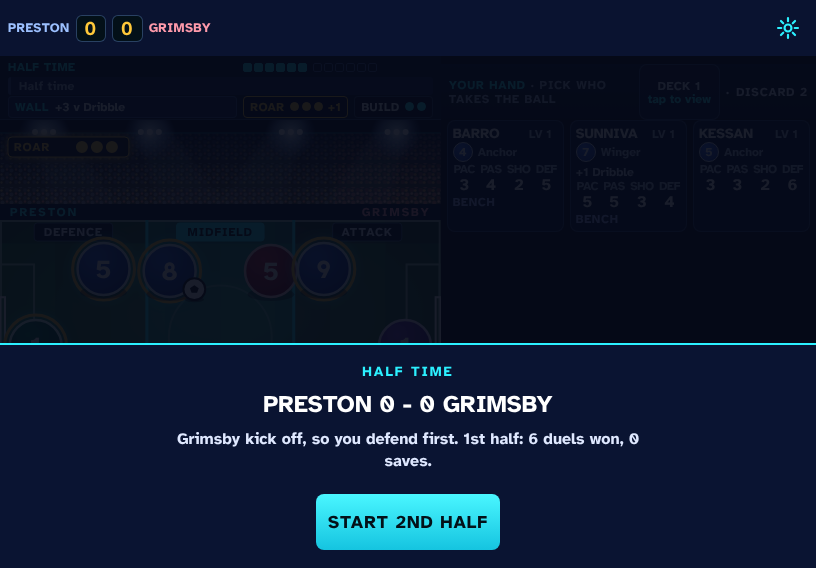 PRESTON 0 0 GRIMSBY
HALF TIME
Half time
WALL +3 v Dribble
ROAR +1
BUILD
ROAR
PRESTON
GRIMSBY
DEFENCE
MIDFIELD
ATTACK
5
8
5
9
YOUR HAND - PICK WHO
TAKES THE BALL
DECK 1
tap to view
· DISCARD 2
BARRO LV 1
4 Anchor
PAC PAS SHO DEF
3 4 2 5
BENCH
SUNNIVA LV 1
7 Winger
+1 Dribble
PAC PAS SHO DEF
5 5 3 4
BENCH
KESSAN LV 1
5 Anchor
PAC PAS SHO DEF
3 3 2 6
HALF TIME
PRESTON 0 - 0 GRIMSBY
Grimsby kick off, so you defend first. 1st half: 6 duels won, 0
saves.
START 2ND HALF